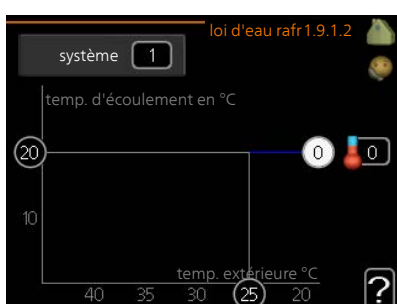 loi d'eau rafr 1.9.1.2
système 1
temp. d'écoulement en °C
20 0 0
10
temp. extérieure °C
40 35 30 25 20
?